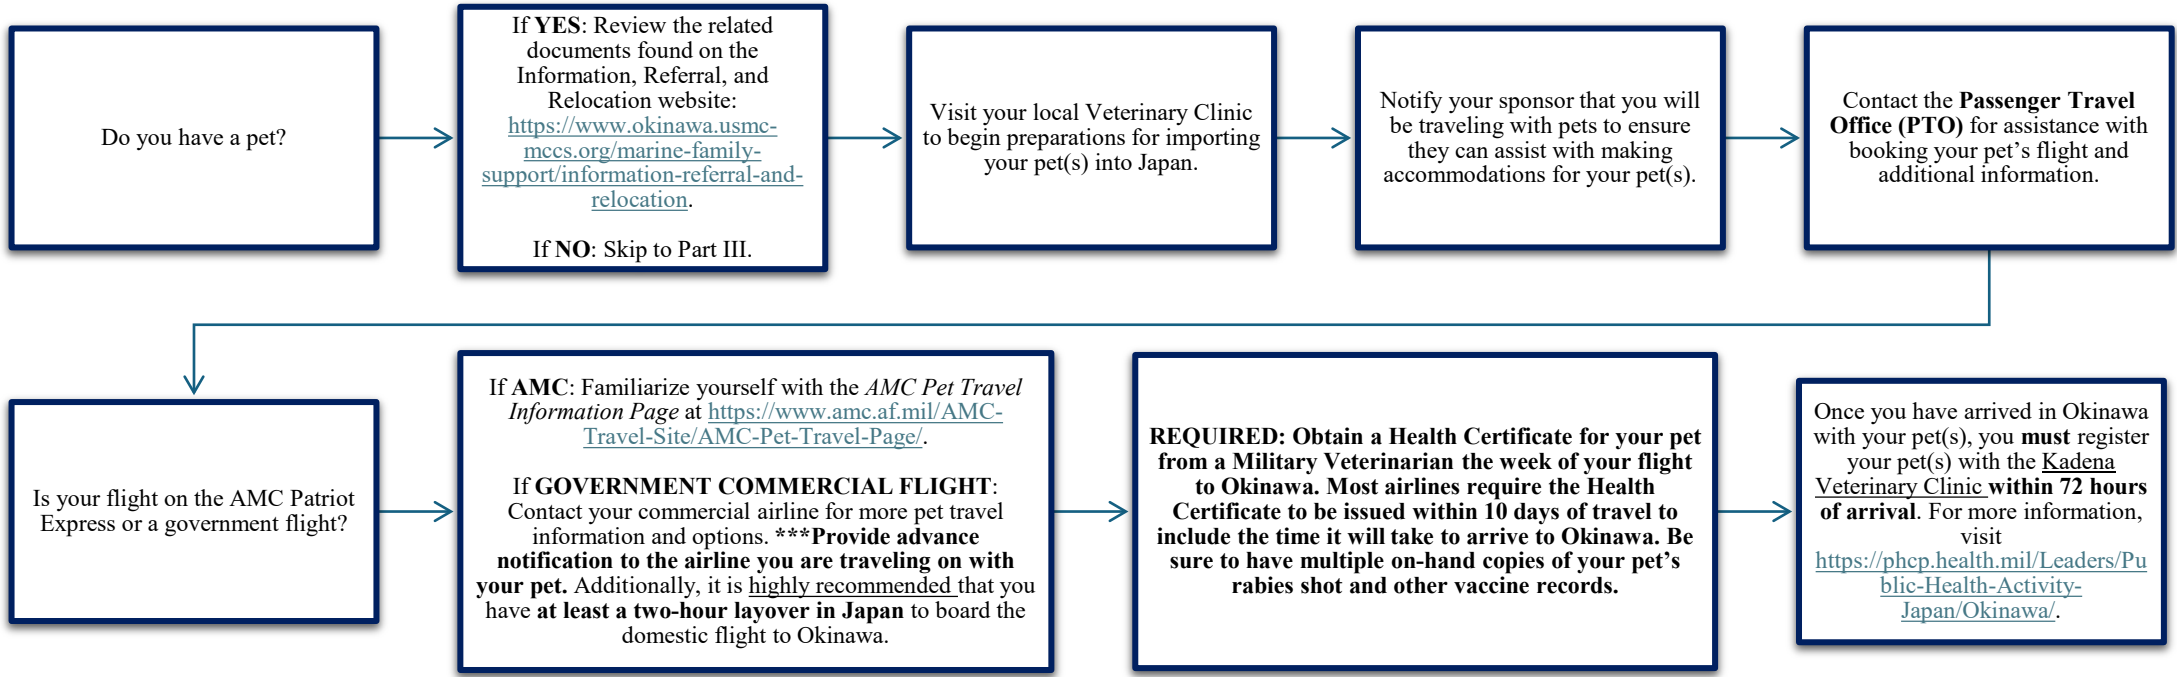 Do you have a pet?
If YES: Review the related
documents found on the
Information, Referral, and
Relocation website:
https://www.okinawa.usmc-
mccs.org/marine-family-
support/information-referral-and-
relocation.
If NO: Skip to Part III.
Visit your local Veterinary Clinic
to begin preparations for importing
your pet(s) into Japan.
Notify your sponsor that you will
be traveling with pets to ensure
they can assist with making
accommodations for your pet(s).
Contact the Passenger Travel
Office (PTO) for assistance with
booking your pet’s flight and
additional information.
Is your flight on the AMC Patriot
Express or a government flight?
If AMC: Familiarize yourself with the AMC Pet Travel
Information Page at https://www.amc.af.mil/AMC-
Travel-Site/AMC-Pet-Travel-Page/.
If GOVERNMENT COMMERCIAL FLIGHT:
Contact your commercial airline for more pet travel
information and options. ***Provide advance
notification to the airline you are traveling on with
your pet. Additionally, it is highly recommended that you
have at least a two-hour layover in Japan to board the
domestic flight to Okinawa.
REQUIRED: Obtain a Health Certificate for your pet
from a Military Veterinarian the week of your flight
to Okinawa. Most airlines require the Health
Certificate to be issued within 10 days of travel to
include the time it will take to arrive to Okinawa. Be
sure to have multiple on-hand copies of your pet’s
rabies shot and other vaccine records.
Once you have arrived in Okinawa
with your pet(s), you must register
your pet(s) with the Kadena
Veterinary Clinic within 72 hours
of arrival. For more information,
visit
https://phcp.health.mil/Leaders/Pu
blic-Health-Activity-
Japan/Okinawa/.